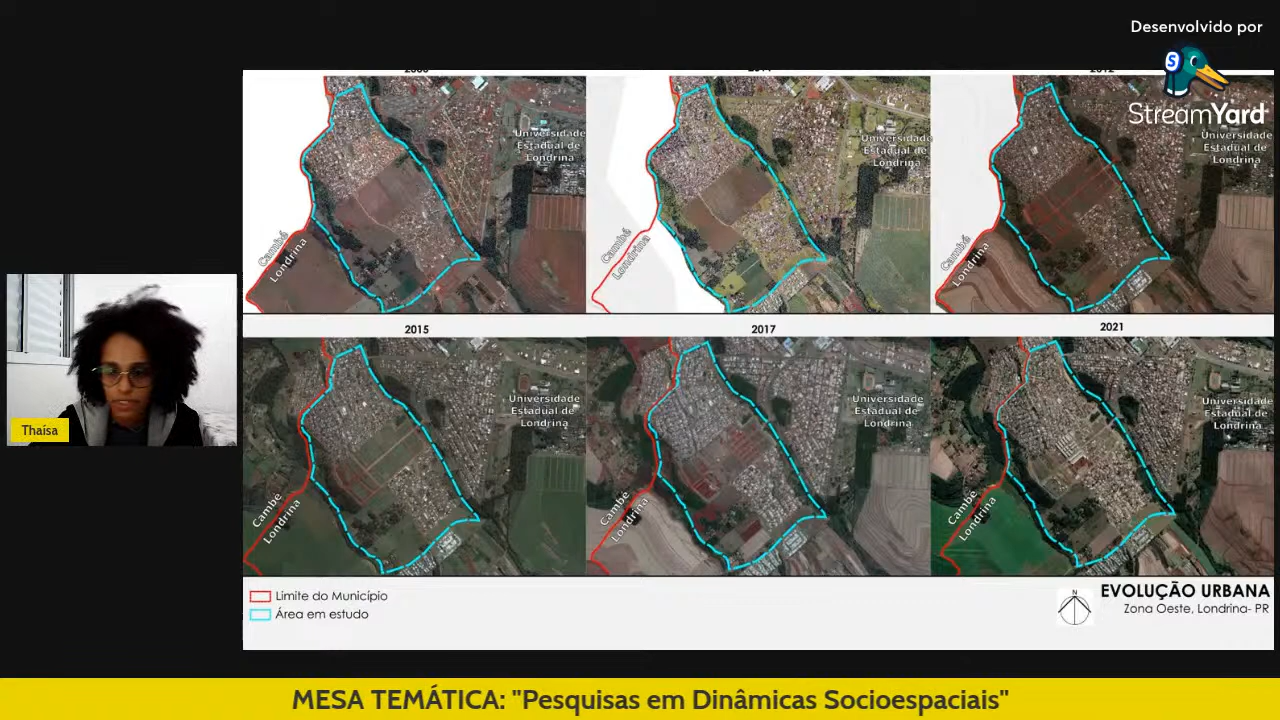 Desenvolvido por
StreamYard
Universidade
Estadual de
Londrina
Universidade
Estadual de
Londrina
Universidade
Estadual de
Londrina
Cambé
Londrina
Cambé
Londrina
Cambé
Londrina
2015
2017
2021
Universidade
Estadual de
Londrina
Universidade
Estadual de
Londrina
Universidade
Estadual de
Londrina
Cambe
Londrina
Cambe
Londrina
Cambe
Londrina
Thaísa
Limite do Município
Área em estudo
N
EVOLUÇÃO URBANA
Zona Oeste, Londrina- PR
MESA TEMÁTICA: "Pesquisas em Dinâmicas Socioespaciais"